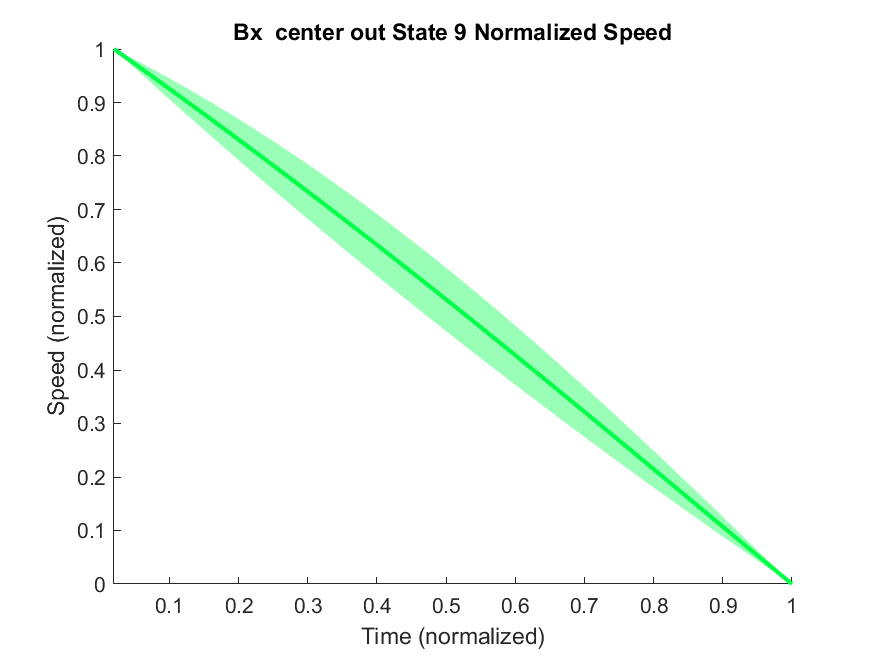 Bx  center out State 9 Normalized Speed
1
0.9
0.8
0.7
0.6
0.5
0.4
0.3
0.2
0.1
0
Speed (normalized)
0.1 0.2 0.3 0.4 0.5 0.6 0.7 0.8 0.9 1
Time (normalized)